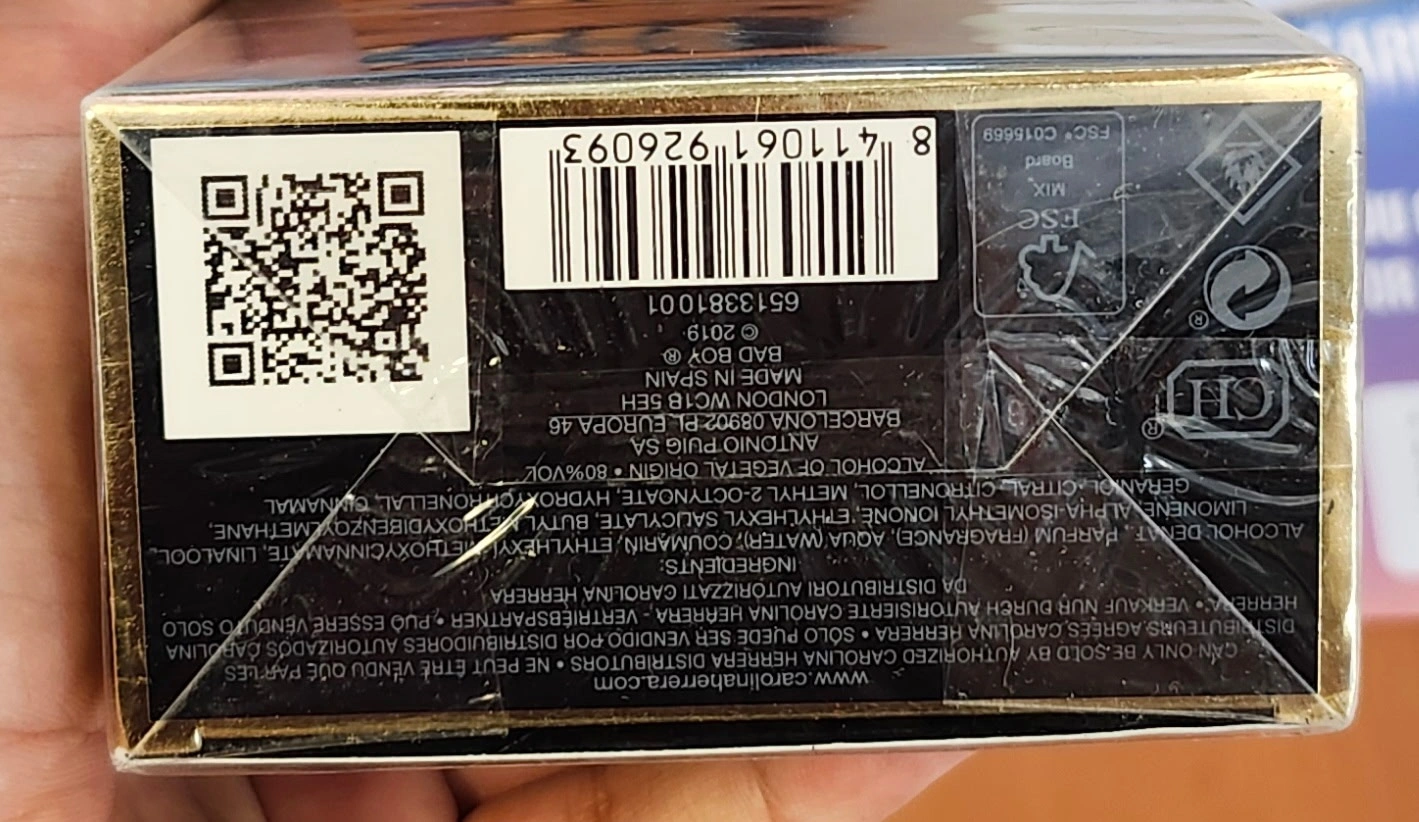 www.carolinaherrera.com
CAN ONLY BE SOLD BY AUTHORIZED CAROLINA HERRERA DISTRIBUTORS • NE PEUT ÊTRE VENDU QUE PAR LES
DISTRIBUTEURS AGREES CAROLINA HERRERA • SÓLO PUEDE SER VENDIDO POR DISTRIBUIDORES AUTORIZADOS CAROLINA
HERRERA • VERKAUF NUR DURCH AUTORISIERTE CAROLINA HERRERA - VERTRIEBSPARTNER • PUÒ ESSERE VENDUTO SOLO
DA DISTRIBUTORI AUTORIZZATI CAROLINA HERRERA
INGREDIENTS:
ALCOHOL DENAT, PARFUM (FRAGRANCE), AQUA (WATER), COUMARIN, ETHYLHEXYL METHOXYCINNAMATE, LINALOOL,
LIMONENE, ALPHA-ISOMETHYL IONONE, ETHYLHEXYL SALICYLATE, BUTYL METHOXYDIBENZOYLMETHANE,
GERANIOL, CITRAL, CITRONELLOL, METHYL 2-OCTYNOATE, HYDROXYCITRONELLAL, CINNAMAL
ALCOHOL OF VEGETAL ORIGIN • 80%VOL
ANTONIO PUIG SA
BARCELONA 08902 PL EUROPA 46
LONDON WC1B 5EH
MADE IN SPAIN
BAD BOY ®
© 2019
6513381001
8 411061 926093
CH ®
®
FSC
MIX
Board
FSC® C015669